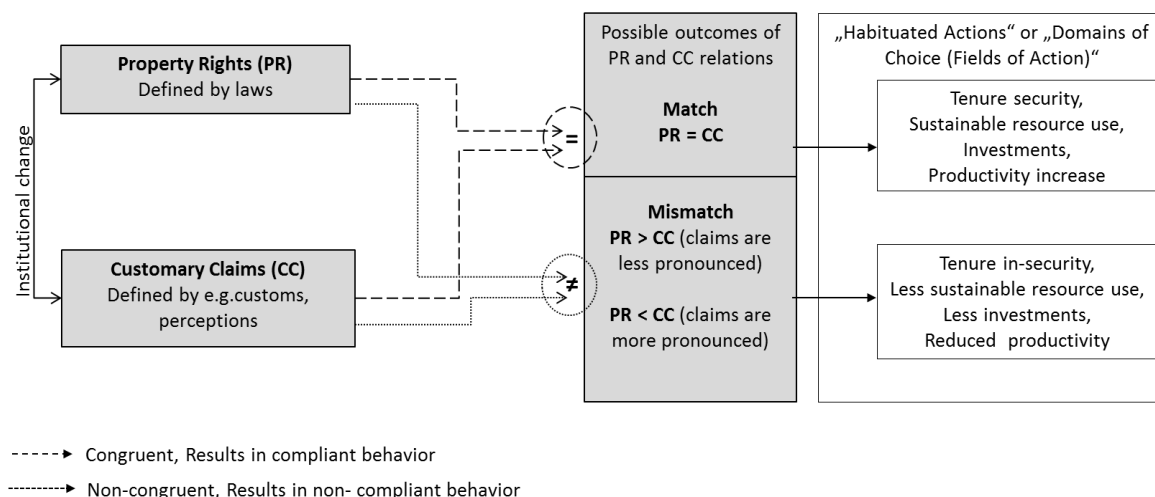 Institutional change
Property Rights (PR)
Defined by laws
Customary Claims (CC)
Defined by e.g.customs,
perceptions
=
≠
Possible outcomes of
PR and CC relations
Match
PR = CC
Mismatch
PR > CC (claims are
less pronounced)
PR < CC (claims are
more pronounced)
„Habituated Actions“ or „Domains of
Choice (Fields of Action)“
Tenure security,
Sustainable resource use,
Investments,
Productivity increase
Tenure in-security,
Less sustainable resource use,
Less investments,
Reduced productivity
Congruent, Results in compliant behavior
Non-congruent, Results in non- compliant behavior